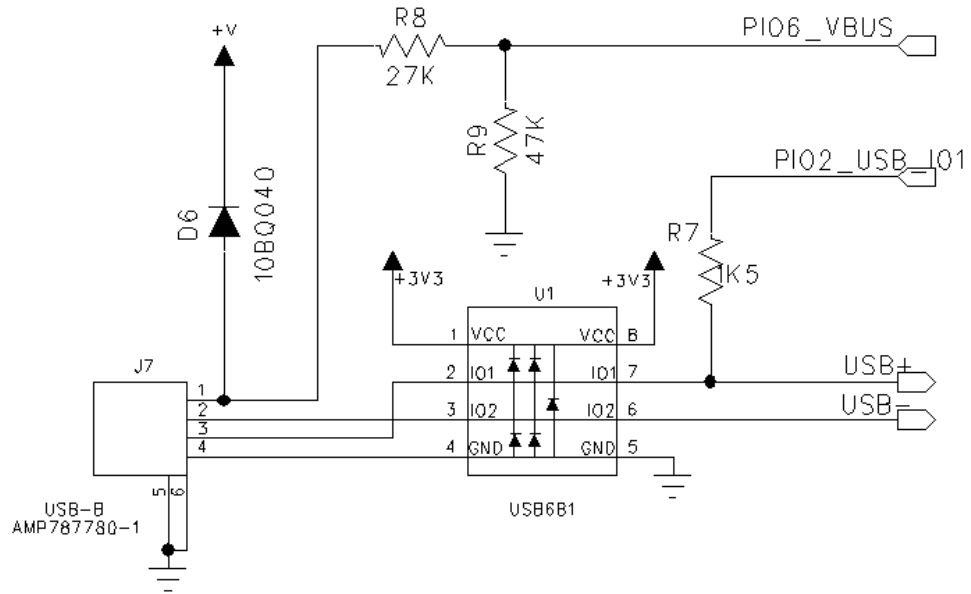 R8
27K
PIO6_VBUS
+V
R9
47K
PIO2_USB_IO1
D6
10BQ040
R7
1K5
+3V3
+3V3
U1
1 VCC VCC 8
2 IO1 IO1 7
3 IO2 IO2 6
4 GND GND 5
USB6B1
USB+
USB-
J7
1
2
3
4
5
6
USB-B
AMP787780-1